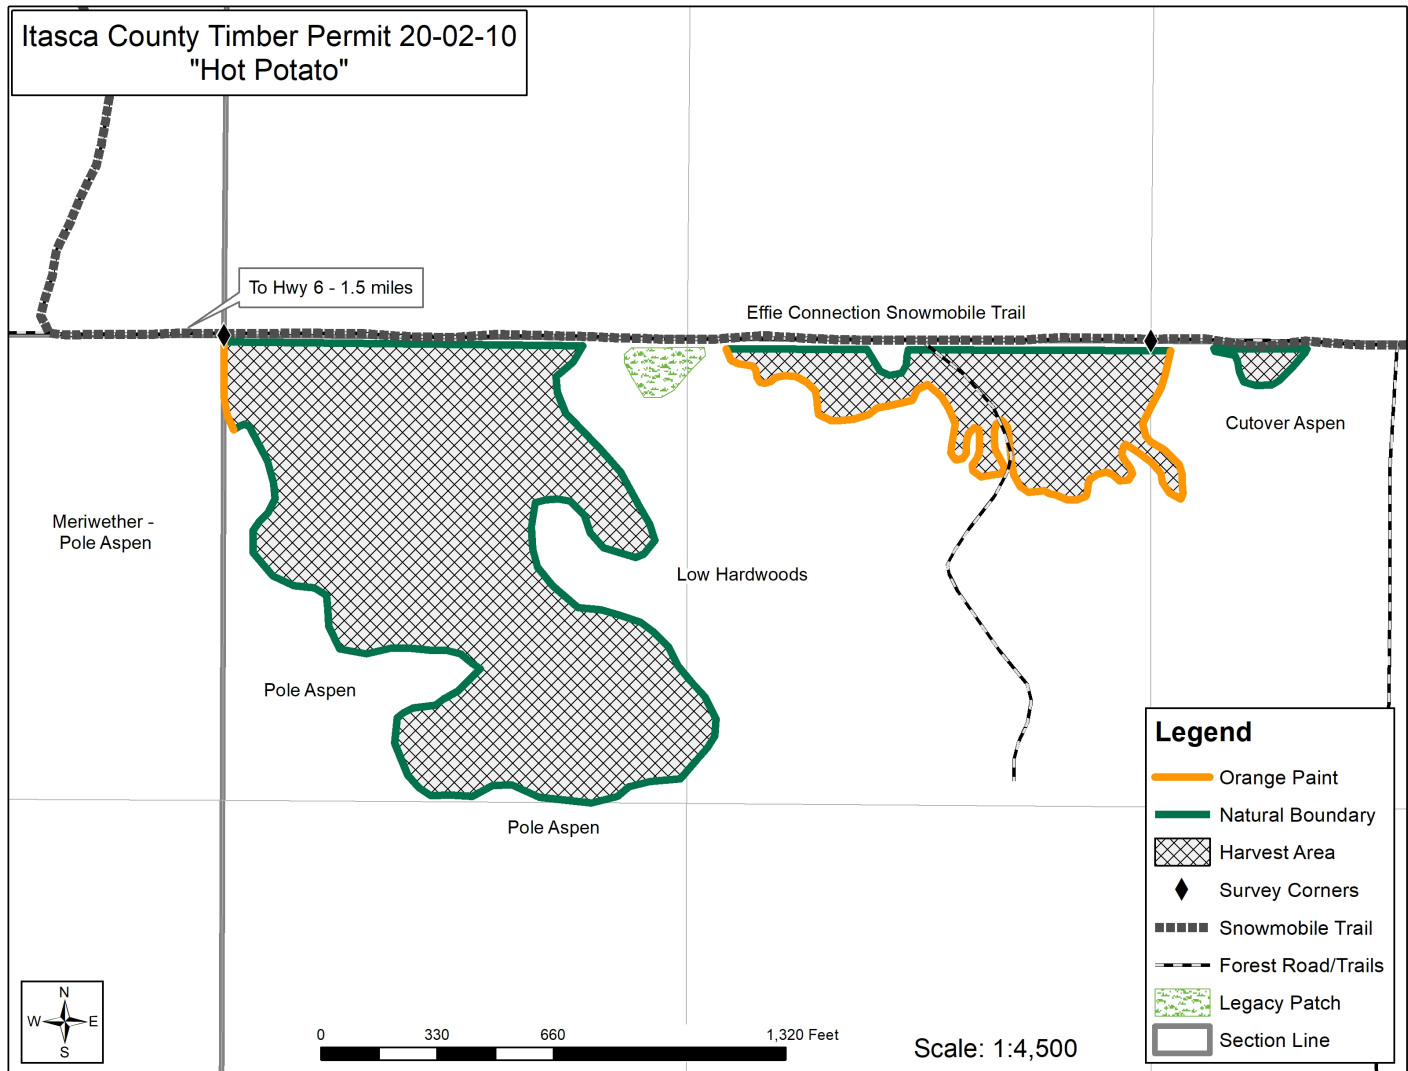 Itasca County Timber Permit 20-02-10
"Hot Potato"
To Hwy 6 - 1.5 miles
Effie Connection Snowmobile Trail
Cutover Aspen
Meriwether -
Pole Aspen
Low Hardwoods
Pole Aspen
Pole Aspen
Legend
Orange Paint
Natural Boundary
Harvest Area
Survey Corners
Snowmobile Trail
Forest Road/Trails
Legacy Patch
Section Line
N
W E
S
0 330 660 1,320 Feet
Scale: 1:4,500